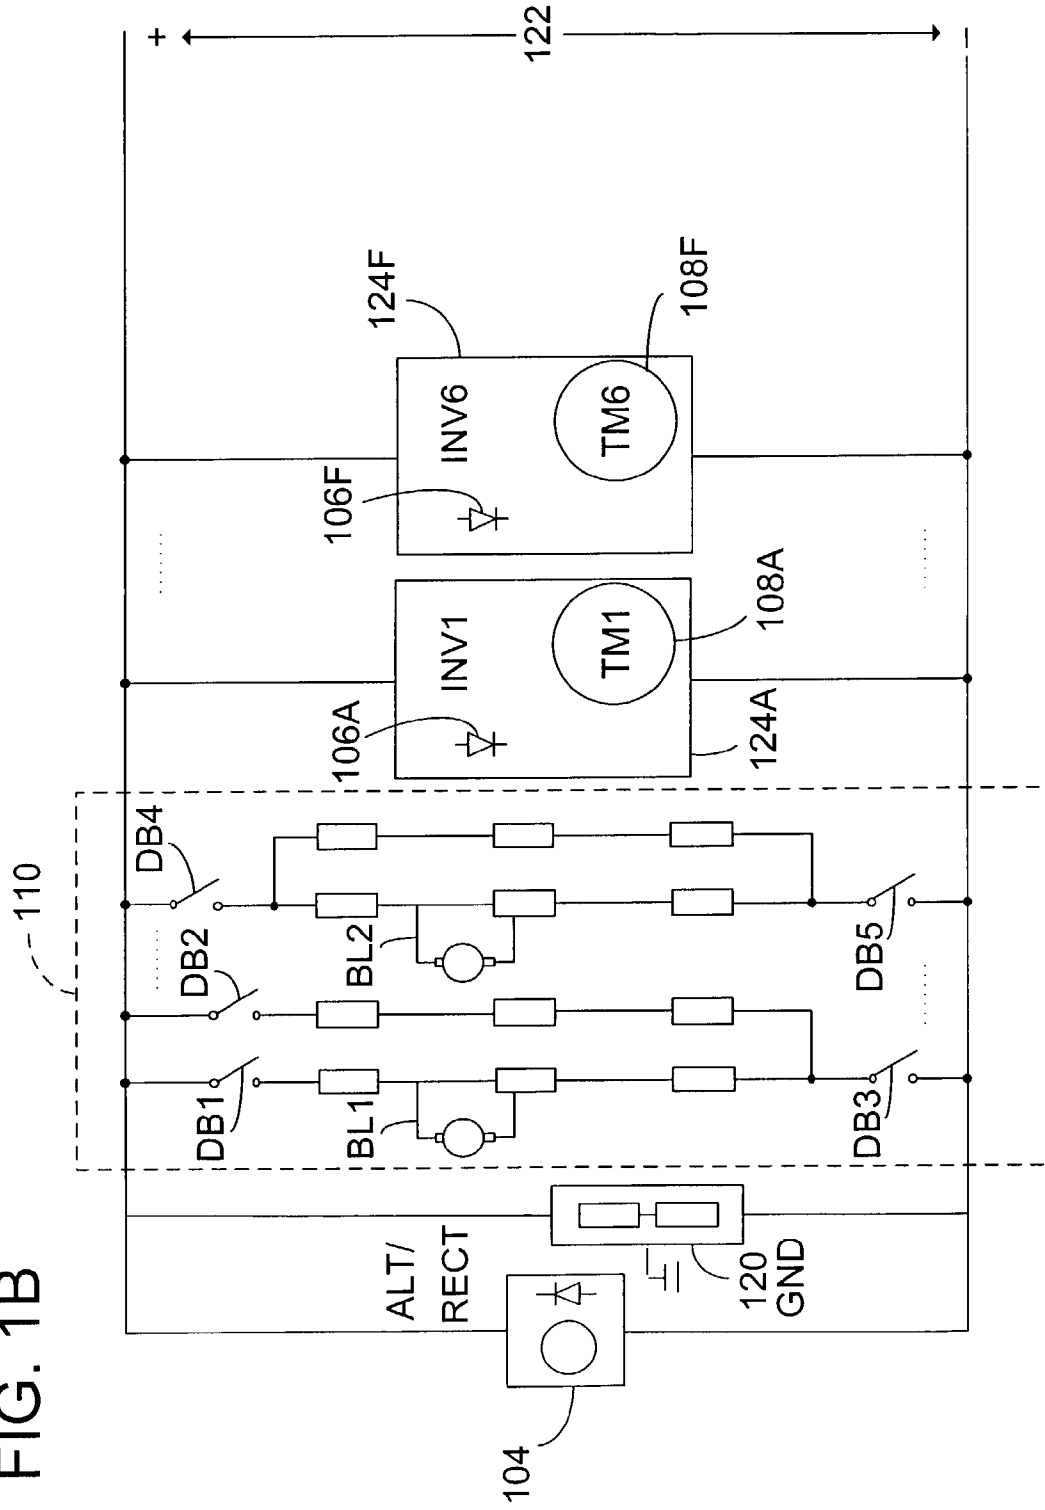 FIG. 1B
110
104
ALT/
RECT
120
GND
DB1
DB2
DB4
BL1
BL2
DB3
DB5
106A
INV1
TM1
108A
124A
106F
INV6
TM6
108F
124F
+
122
–